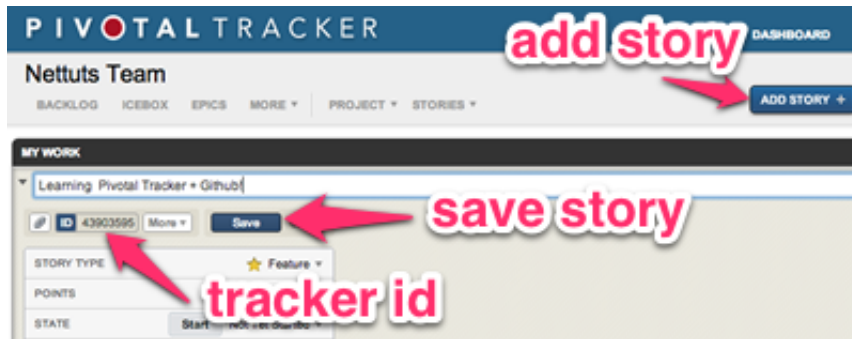 PIVOTAL TRACKER
add story
DASHBOARD
Nettuts Team
ADD STORY +
BACKLOG ICEBOX EPICS MORE PROJECT STORIES
MY WORK
Learning Pivotal Tracker + Github!
ID 43903595 More Save
save story
STORY TYPE Feature
tracker id
POINTS
STATE Start